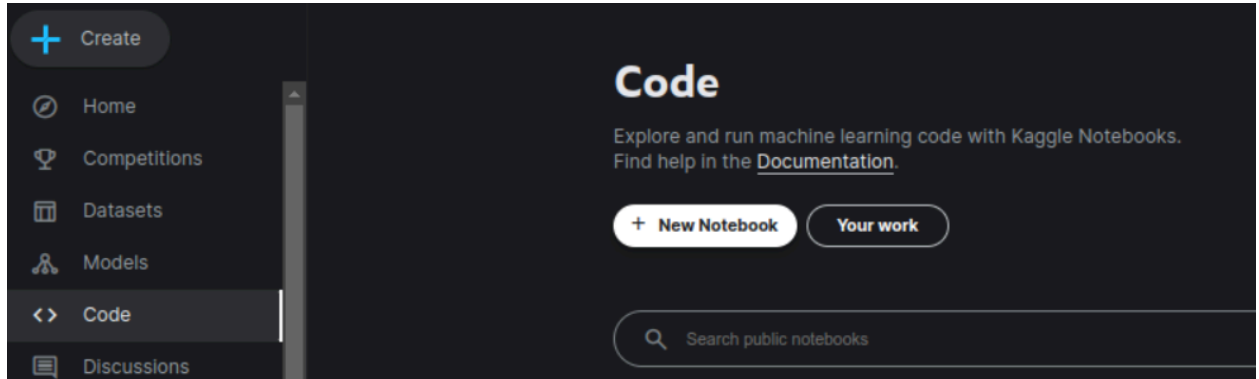 Create
Home
Competitions
Datasets
Models
Code
Discussions
Code
Explore and run machine learning code with Kaggle Notebooks.
Find help in the Documentation.
+ New Notebook
Your work
Search public notebooks